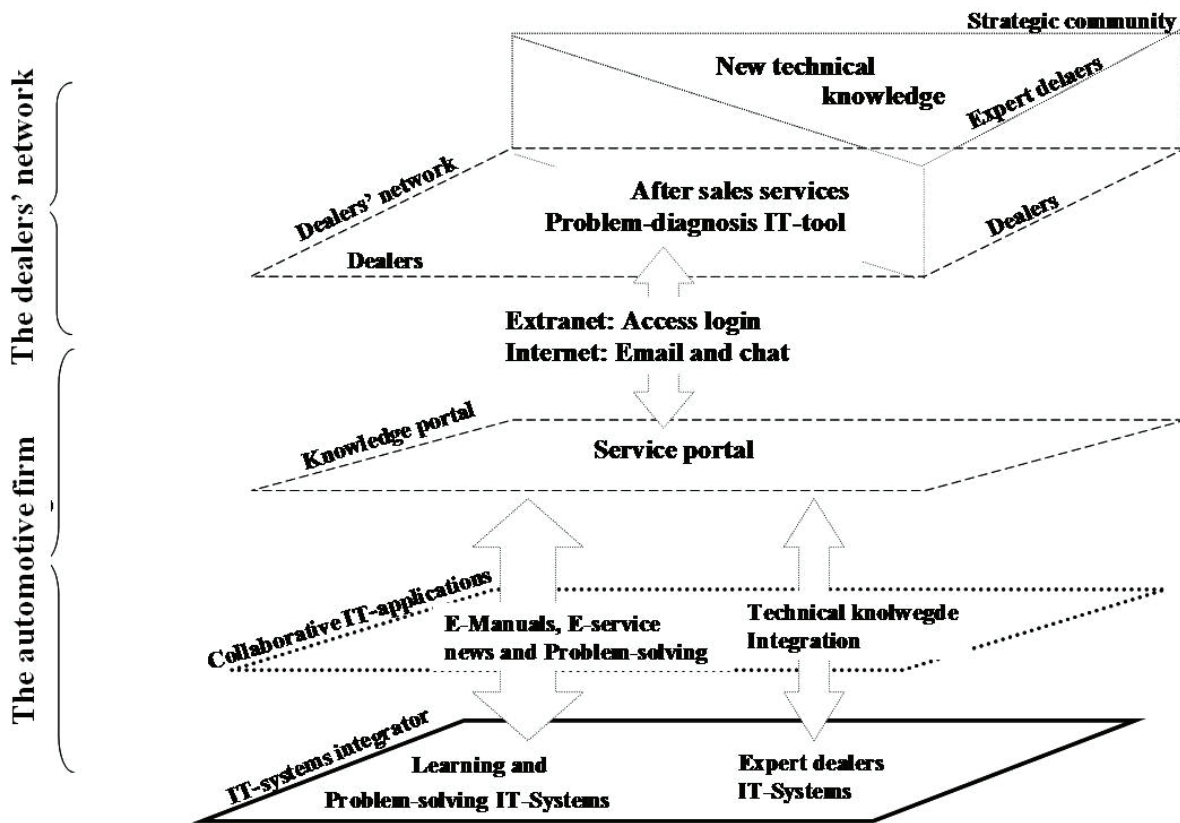 Strategic community
New technical
knowledge
Expert delaers
The dealers' network
Dealers' network
After sales services
Problem-diagnosis IT-tool
Dealers
Dealers
Extranet: Access login
Internet: Email and chat
The automotive firm
Knowledge portal
Service portal
Collaborative IT-applications
E-Manuals, E-service
news and Problem-solving
Technical knolwegde
Integration
IT-systems integrator
Learning and
Problem-solving IT-Systems
Expert dealers
IT-Systems